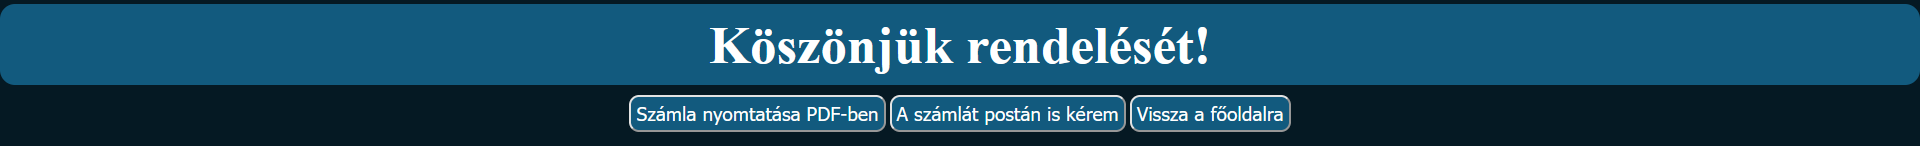 Köszönjük rendelését!
Számla nyomtatása PDF-ben A számlát postán is kérem Vissza a főoldalra